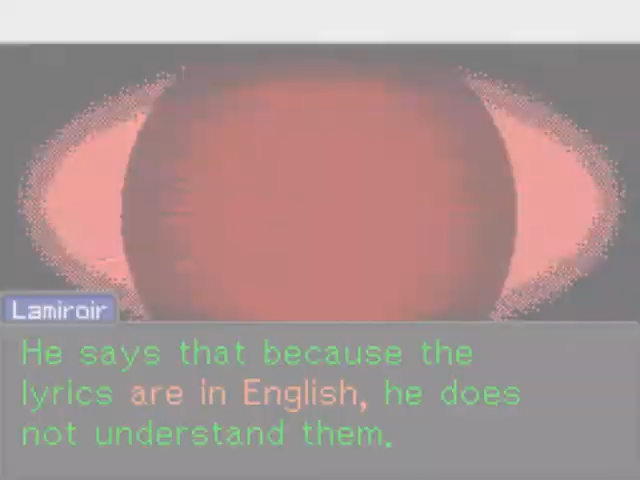 Lamiroir
He says that because the
lyrics are in English, he does
not understand them.